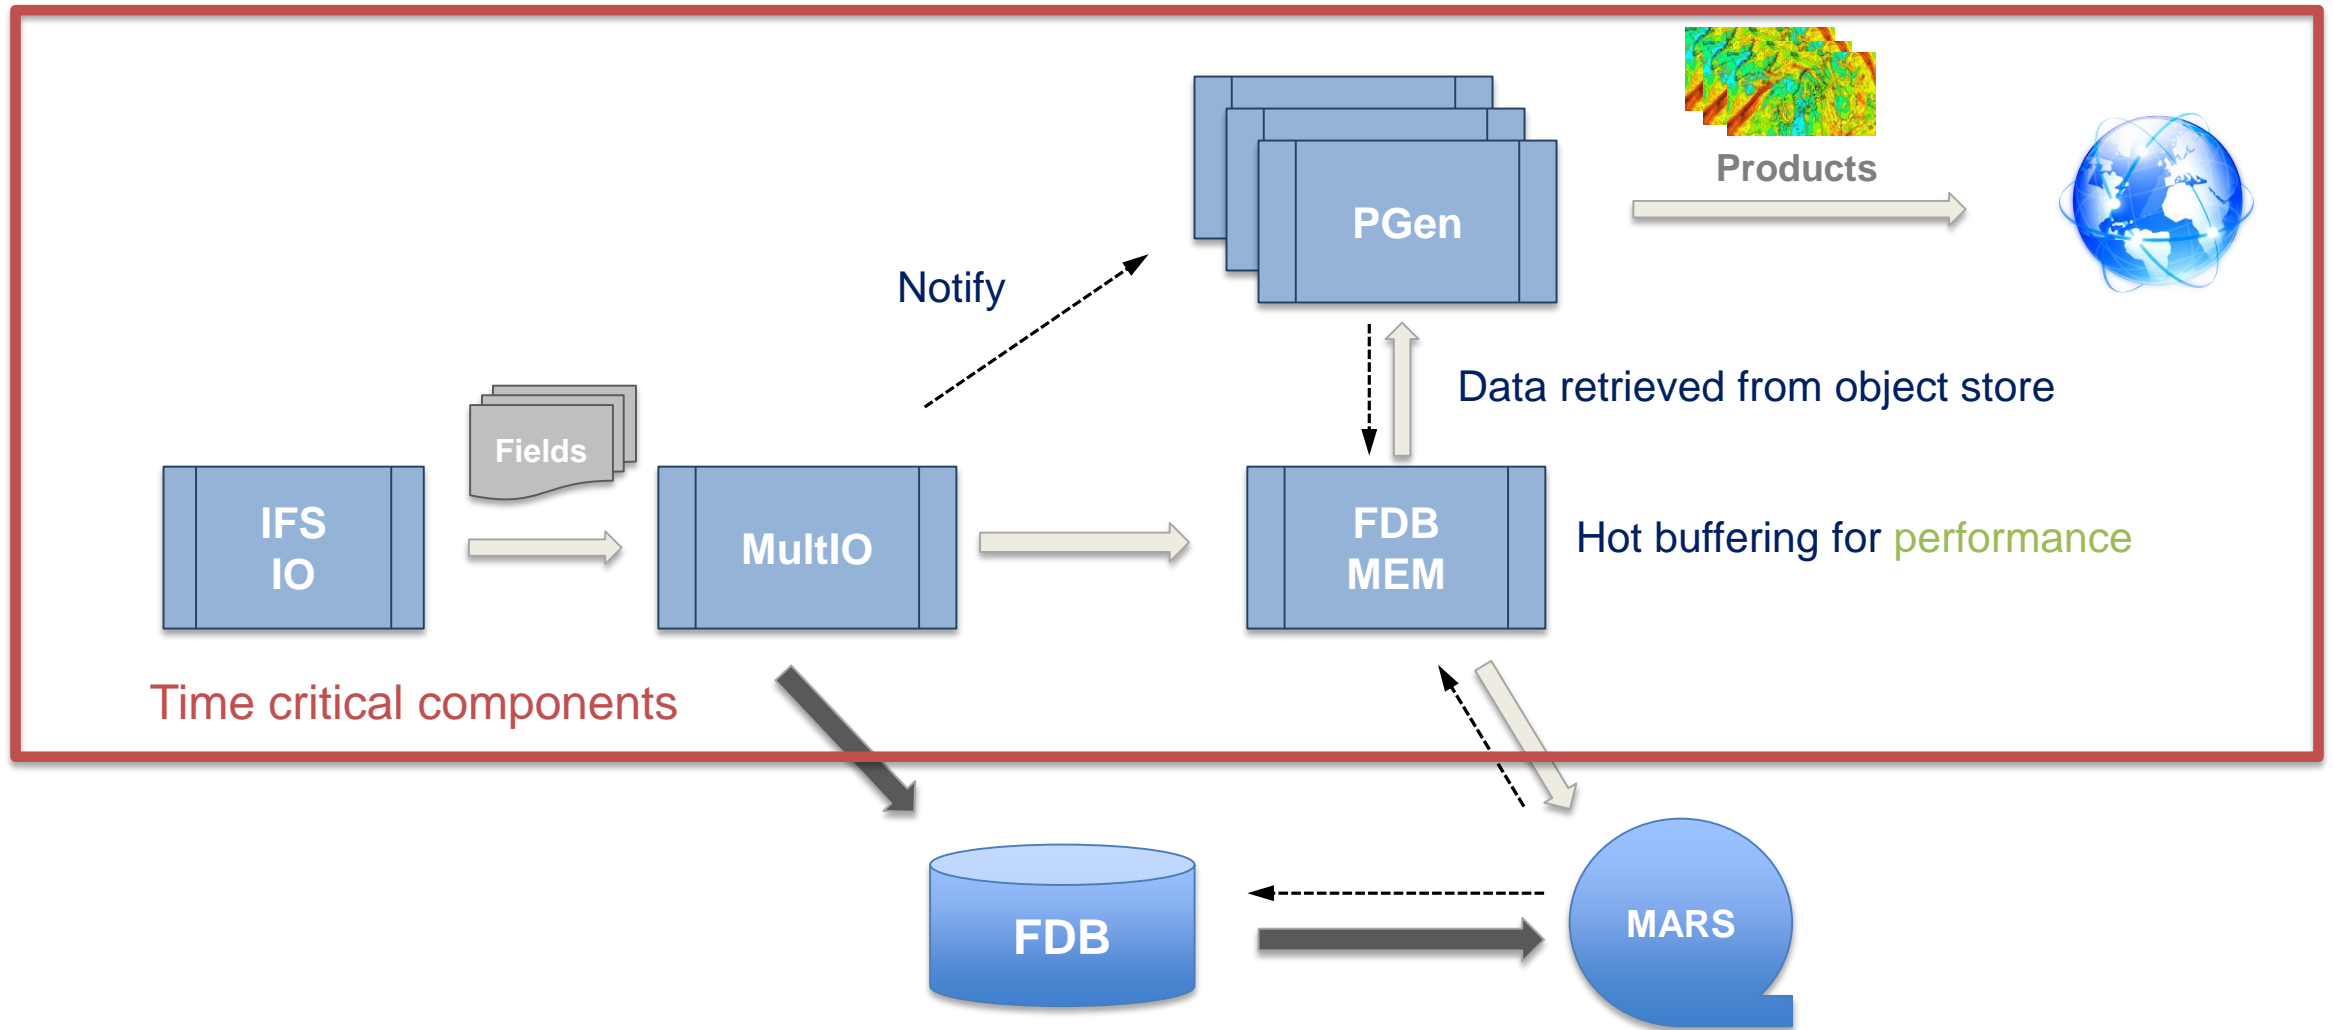 Products
PGen
Notify
Data retrieved from object store
Fields
IFS
IO
MultIO
FDB
MEM
Hot buffering for performance
Time critical components
FDB
MARS